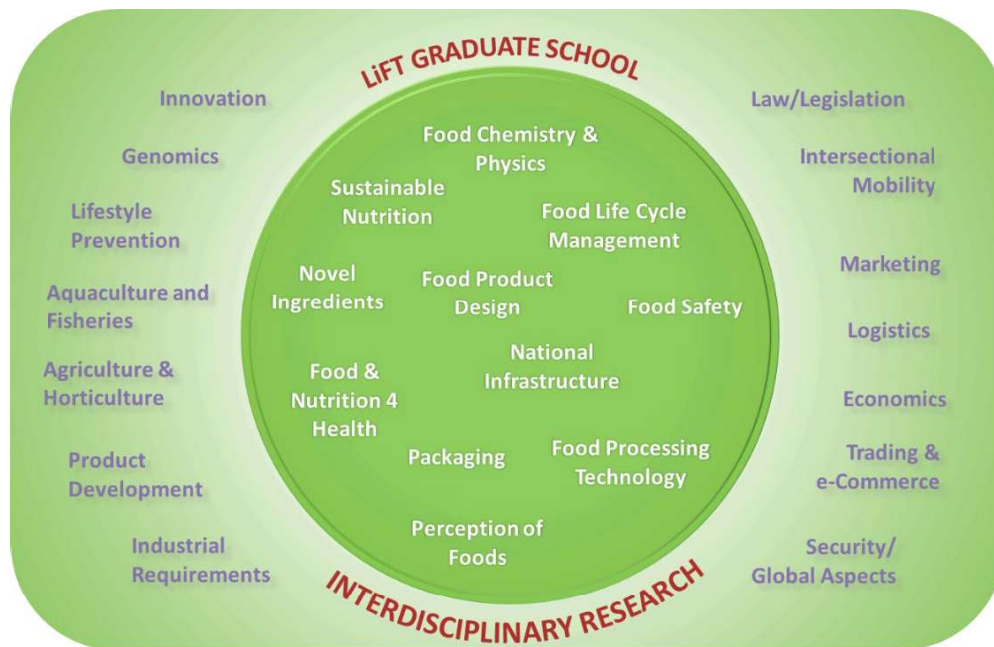 LiFT GRADUATE SCHOOL
Innovation
Genomics
Lifestyle
Prevention
Aquaculture and
Fisheries
Agriculture &
Horticulture
Product
Development
Industrial
Requirements
Food Chemistry &
Physics
Sustainable
Nutrition
Food Life Cycle
Management
Novel
Ingredients
Food Product
Design
Food Safety
National
Infrastructure
Food &
Nutrition 4
Health
Packaging
Food Processing
Technology
Perception of
Foods
Law/Legislation
Intersectional
Mobility
Marketing
Logistics
Economics
Trading &
e-Commerce
Security/
Global Aspects
INTERDISCIPLINARY RESEARCH